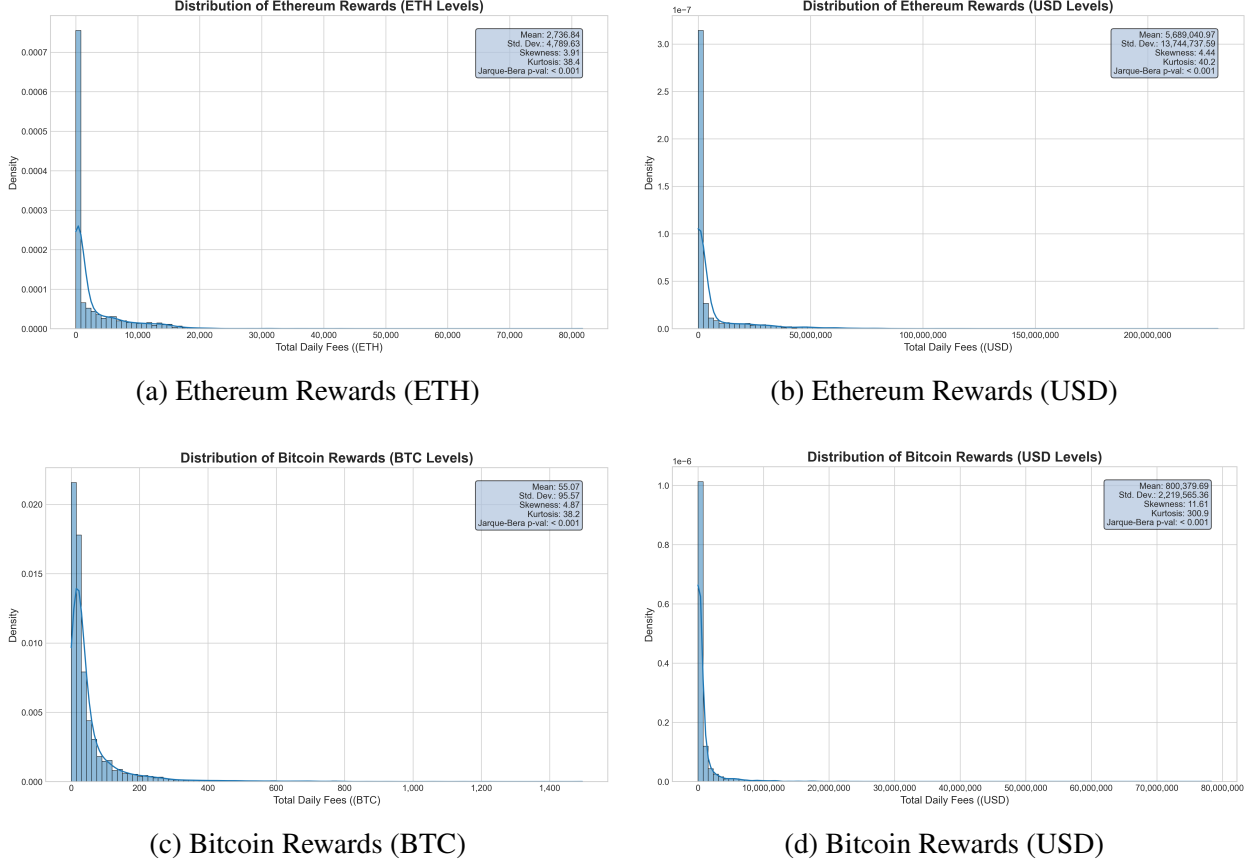 Distribution of Ethereum Rewards (ETH Levels)
Mean: 2,736.84
Std. Dev.: 4,789.63
Skewness: 3.91
Kurtosis: 38.4
Jarque-Bera p-val: < 0.001
0.0007
0.0006
0.0005
0.0004
0.0003
0.0002
0.0001
0.0000
Density
0
10,000
20,000
30,000
40,000
50,000
60,000
70,000
80,000
Total Daily Fees ((ETH)
(a) Ethereum Rewards (ETH)
Distribution of Ethereum Rewards (USD Levels)
1e−7
Mean: 5,689,040.97
Std. Dev.: 13,744,737.59
Skewness: 4.44
Kurtosis: 40.2
Jarque-Bera p-val: < 0.001
3.0
2.5
2.0
1.5
1.0
0.5
0.0
Density
0
50,000,000
100,000,000
150,000,000
200,000,000
Total Daily Fees ((USD)
(b) Ethereum Rewards (USD)
Distribution of Bitcoin Rewards (BTC Levels)
Mean: 55.07
Std. Dev.: 95.57
Skewness: 4.87
Kurtosis: 38.2
Jarque-Bera p-val: < 0.001
0.020
0.015
0.010
0.005
0.000
Density
0
200
400
600
800
1,000
1,200
1,400
Total Daily Fees ((BTC)
(c) Bitcoin Rewards (BTC)
Distribution of Bitcoin Rewards (USD Levels)
1e−6
Mean: 800,379.69
Std. Dev.: 2,219,565.36
Skewness: 11.61
Kurtosis: 300.9
Jarque-Bera p-val: < 0.001
1.0
0.8
0.6
0.4
0.2
0.0
Density
0
10,000,000
20,000,000
30,000,000
40,000,000
50,000,000
60,000,000
70,000,000
80,000,000
Total Daily Fees ((USD)
(d) Bitcoin Rewards (USD)